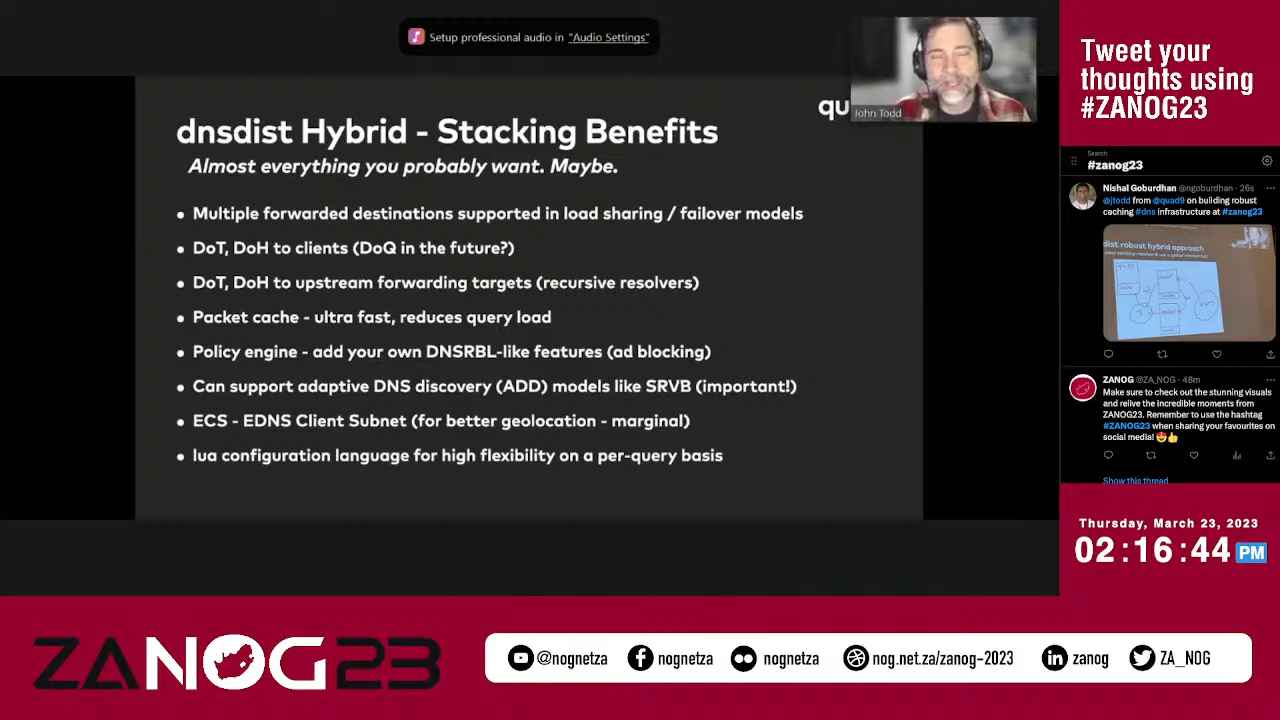 Setup professional audio in "Audio Settings"
qu
John Todd
dnsdist Hybrid - Stacking Benefits
Almost everything you probably want. Maybe.
• Multiple forwarded destinations supported in load sharing / failover models
• DoT, DoH to clients (DoQ in the future?)
• DoT, DoH to upstream forwarding targets (recursive resolvers)
• Packet cache - ultra fast, reduces query load
• Policy engine - add your own DNSRBL-like features (ad blocking)
• Can support adaptive DNS discovery (ADD) models like SRVB (important!)
• ECS - EDNS Client Subnet (for better geolocation - marginal)
• lua configuration language for high flexibility on a per-query basis
Tweet your
thoughts using
#ZANOG23
Search
#zanog23
Nishal Goburdhan @ngoburdhan · 26s
@jtodd from @quad9 on building robust
caching #dns infrastructure at #zanog23
dist robust hybrid approach
ZANOG @ZA_NOG · 48m
Make sure to check out the stunning visuals
and relive the incredible moments from
ZANOG23. Remember to use the hashtag
#ZANOG23 when sharing your favourites on
social media! 😍👍
Show this thread
Thursday, March 23, 2023
02:16:44 PM
ZANOG23
@nognetza
nognetza
nognetza
nog.net.za/zanog-2023
zanog
ZA_NOG